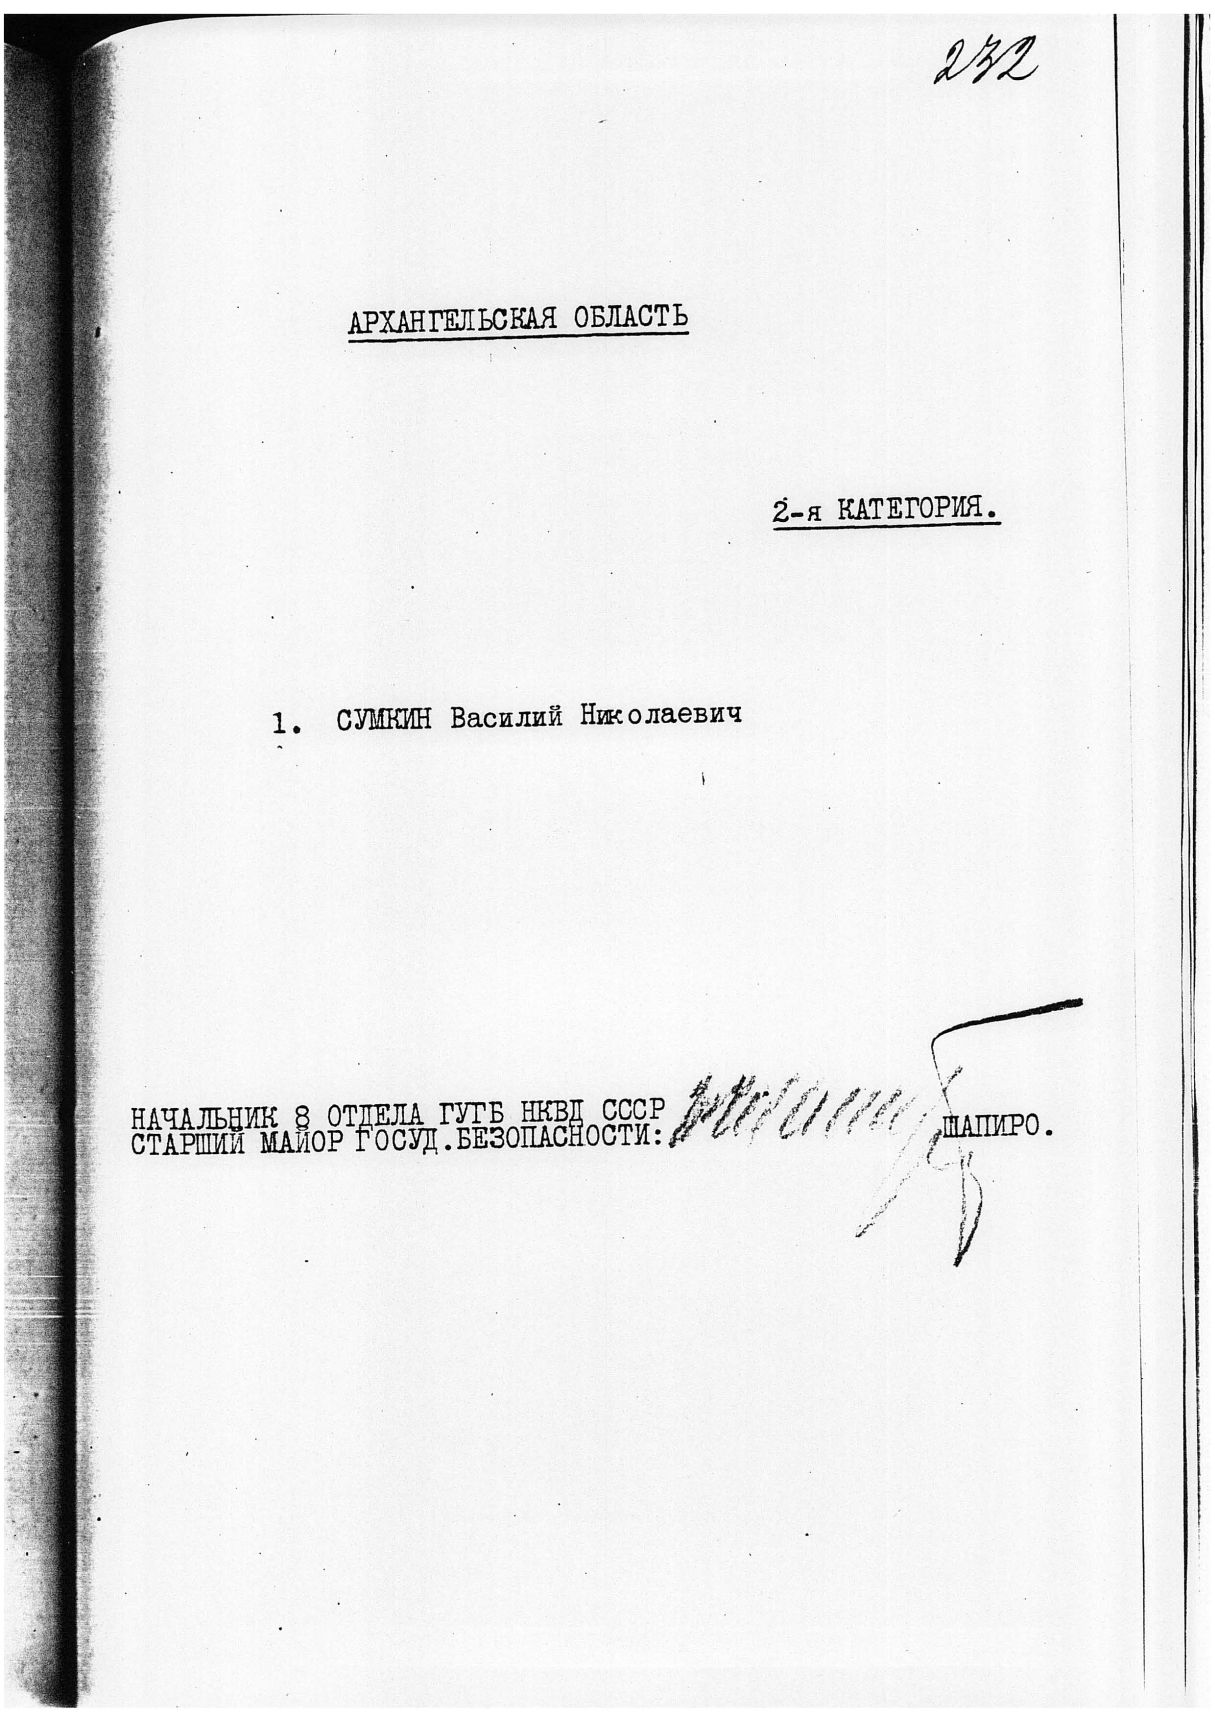 232
АРХАНГЕЛЬСКАЯ ОБЛАСТЬ
2-я КАТЕГОРИЯ.
1. СУМКИН Василий Николаевич
НАЧАЛЬНИК 8 ОТДЕЛА ГУГБ НКВД СССР
СТАРШИЙ МАЙОР ГОСУД.БЕЗОПАСНОСТИ: ШАПИРО.